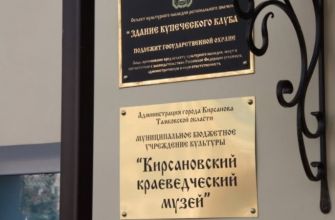 Объект культурного наследия регионального значения
"ЗДАНИЕ КУПЕЧЕСКОГО КЛУБА"
ПОДЛЕЖИТ ГОСУДАРСТВЕННОЙ ОХРАНЕ
Администрация города Кирсанова
Тамбовской области
МУНИЦИПАЛЬНОЕ БЮДЖЕТНОЕ
УЧРЕЖДЕНИЕ КУЛЬТУРЫ
"КИРСАНОВСКИЙ
КРАЕВЕДЧЕСКИЙ
МУЗЕЙ"